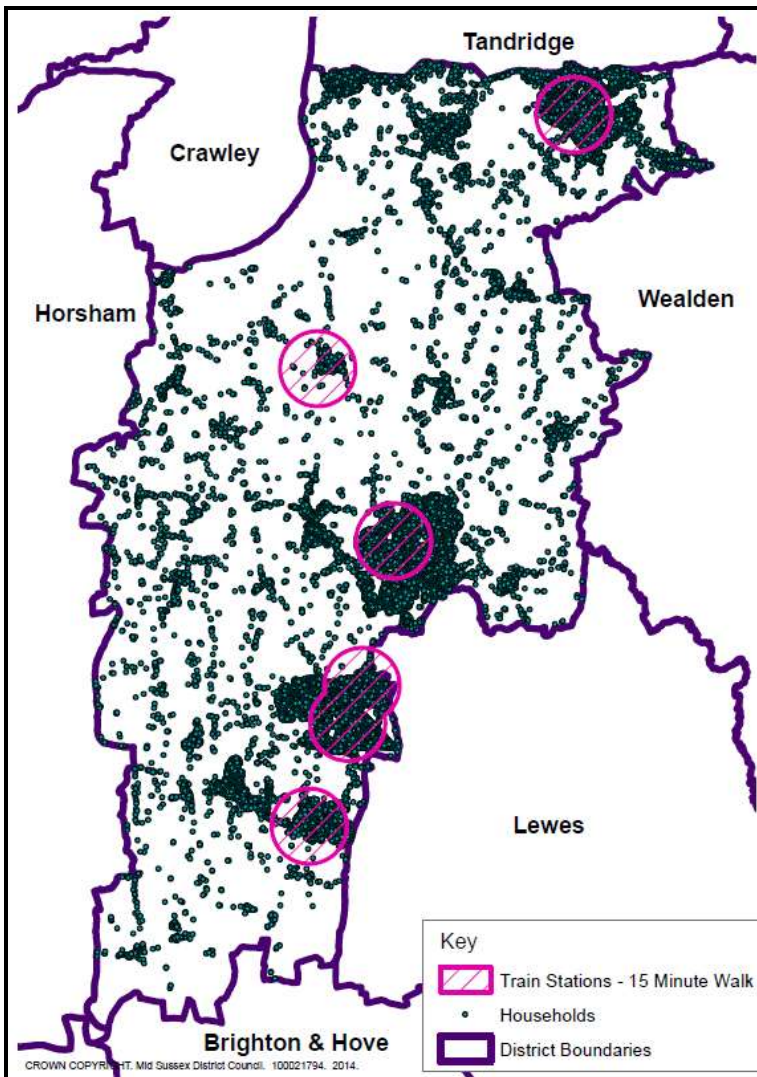 Tandridge
Crawley
Horsham
Wealden
Lewes
Key
Train Stations - 15 Minute Walk
Households
District Boundaries
Brighton & Hove
CROWN COPYRIGHT. Mid Sussex District Council. 100021794. 2014.